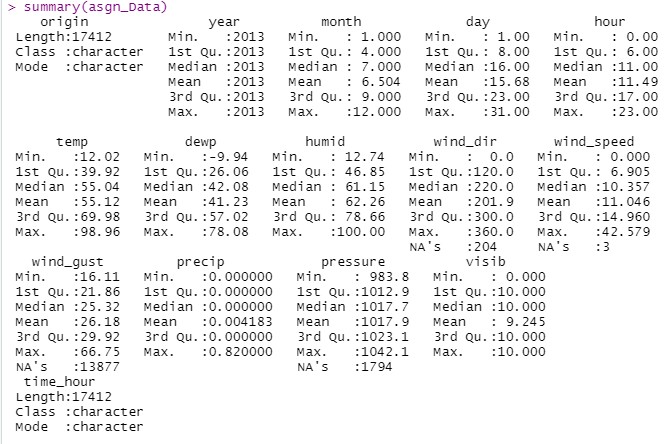 > summary(asgn_Data)
    origin               year          month             day             hour
 Length:17412       Min.   :2013   Min.   : 1.000   Min.   : 1.00   Min.   : 0.00
 Class :character   1st Qu.:2013   1st Qu.: 4.000   1st Qu.: 8.00   1st Qu.: 6.00
 Mode  :character   Median :2013   Median : 7.000   Median :16.00   Median :11.00
                    Mean   :2013   Mean   : 6.504   Mean   :15.68   Mean   :11.49
                    3rd Qu.:2013   3rd Qu.: 9.000   3rd Qu.:23.00   3rd Qu.:17.00
                    Max.   :2013   Max.   :12.000   Max.   :31.00   Max.   :23.00
      temp            dewp           humid           wind_dir       wind_speed
 Min.   :12.02   Min.   :-9.94   Min.   : 12.74   Min.   :  0.0   Min.   : 0.000
 1st Qu.:39.92   1st Qu.:26.06   1st Qu.: 46.85   1st Qu.:120.0   1st Qu.: 6.905
 Median :55.04   Median :42.08   Median : 61.15   Median :220.0   Median :10.357
 Mean   :55.12   Mean   :41.23   Mean   : 62.26   Mean   :201.9   Mean   :11.046
 3rd Qu.:69.98   3rd Qu.:57.02   3rd Qu.: 78.66   3rd Qu.:300.0   3rd Qu.:14.960
 Max.   :98.96   Max.   :78.08   Max.   :100.00   Max.   :360.0   Max.   :42.579
                                                  NA's   :204     NA's   :3
   wind_gust         precip            pressure          visib
 Min.   :16.11   Min.   :0.000000   Min.   : 983.8   Min.   : 0.000
 1st Qu.:21.86   1st Qu.:0.000000   1st Qu.:1012.9   1st Qu.:10.000
 Median :25.32   Median :0.000000   Median :1017.7   Median :10.000
 Mean   :26.18   Mean   :0.004183   Mean   :1017.9   Mean   : 9.245
 3rd Qu.:29.92   3rd Qu.:0.000000   3rd Qu.:1023.1   3rd Qu.:10.000
 Max.   :66.75   Max.   :0.820000   Max.   :1042.1   Max.   :10.000
 NA's   :13877                      NA's   :1794
  time_hour
 Length:17412
 Class :character
 Mode  :character